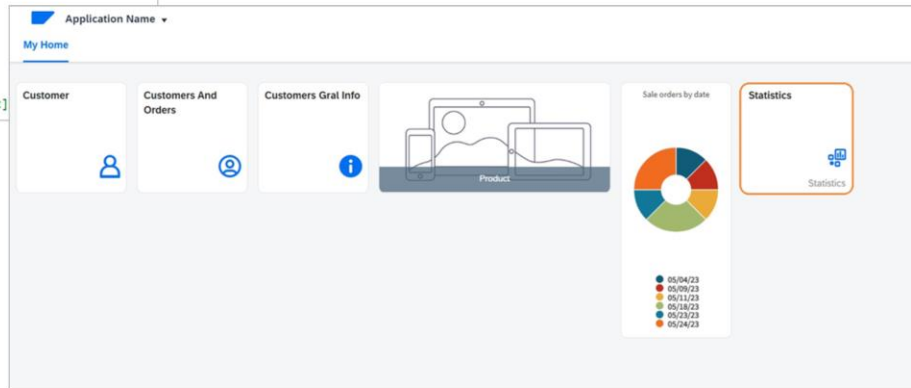 Application Name
My Home
:]
Customer
Customers And
Orders
Customers Gral Info
Product
Sale orders by date
05/04/23
05/09/23
05/11/23
05/18/23
05/23/23
05/24/23
Statistics
Statistics